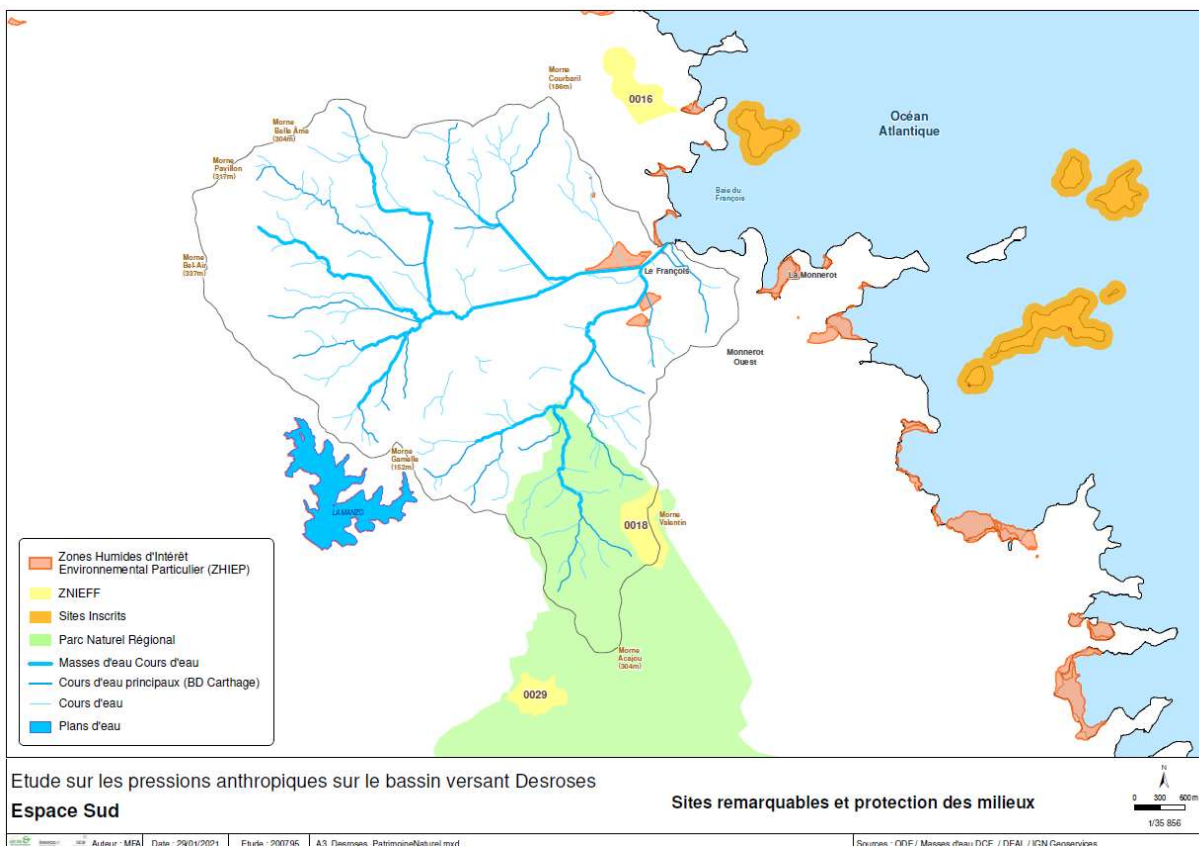 Morne
Courbaril
(186m)
0016
Océan
Atlantique
Morne
Belle Ame
(304m)
Morne
Pavillon
(317m)
Baie du
François
Morne
Bel-Air
(337m)
Le François
La Monnerot
Monnerot
Ouest
Morne
Gamelle
(152m)
LA MANZO
0018
Morne
Valentin
Morne
Acajou
(304m)
0029
Zones Humides d'Intérêt
Environmental Particulier (ZHIEP)
ZNIEFF
Sites Inscrits
Parc Naturel Régional
Masses d'eau Cours d'eau
Cours d'eau principaux (BD Carthage)
Cours d'eau
Plans d'eau
Etude sur les pressions anthropiques sur le bassin versant Desroses
Espace Sud
Sites remarquables et protection des milieux
N
0 300 600m
1/35 856
Auteur : MFA
Date : 29/01/2021
Etude : 200795
A3_Desroses_PatrimoineNaturel.mxd
Sources : ODE / Masses d'eau DCE / DEAL / IGN Geoservices